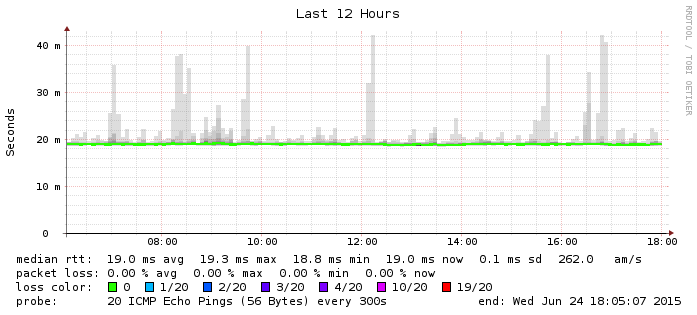 Last 12 Hours
RRDTOOL / TOBI OETIKER
Seconds
40 m
30 m
20 m
10 m
0
08:00 10:00 12:00 14:00 16:00 18:00
median rtt: 19.0 ms avg 19.3 ms max 18.8 ms min 19.0 ms now 0.1 ms sd 262.0 am/s
packet loss: 0.00 % avg 0.00 % max 0.00 % min 0.00 % now
loss color: 0 1/20 2/20 3/20 4/20 10/20 19/20
probe: 20 ICMP Echo Pings (56 Bytes) every 300s end: Wed Jun 24 18:05:07 2015